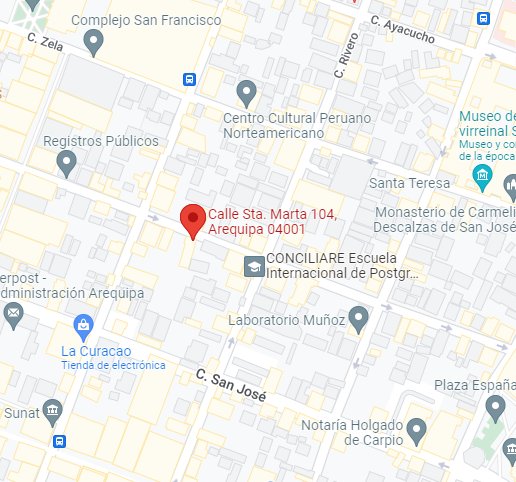 Complejo San Francisco
C. Ayacucho
C. Zela
C. Rivero
Centro Cultural Peruano
Norteamericano
Museo de
virreinal S
Museo y co
de la época
Registros Públicos
Santa Teresa
Calle Sta. Marta 104,
Arequipa 04001
Monasterio de Carmeli
Descalzas de San José
CONCILIARE Escuela
Internacional de Postgr...
erpost -
dministración Arequipa
Laboratorio Muñoz
La Curacao
Tienda de electrónica
C. San José
Plaza España
Sunat
Notaría Holgado
de Carpio